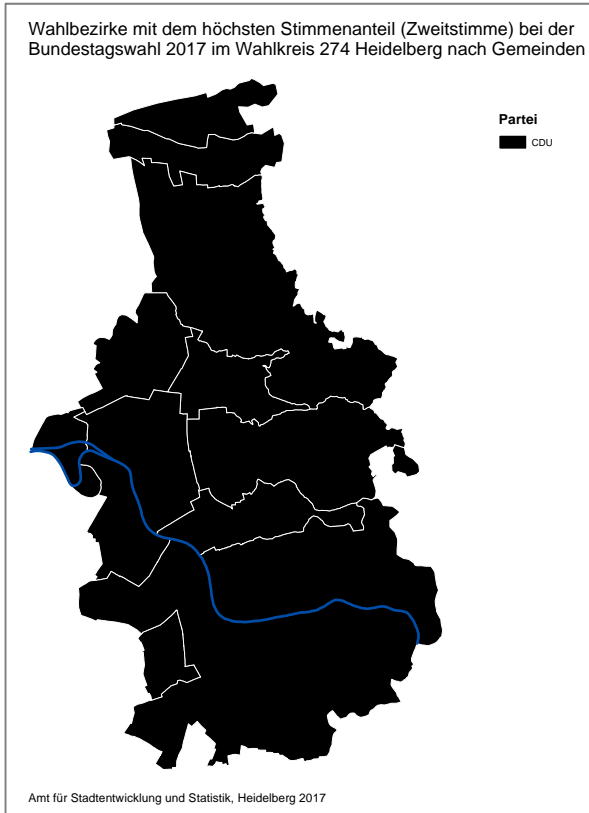 Wahlbezirke mit dem höchsten Stimmenanteil (Zweitstimme) bei der
Bundestagswahl 2017 im Wahlkreis 274 Heidelberg nach Gemeinden
Partei
CDU
Amt für Stadtentwicklung und Statistik, Heidelberg 2017